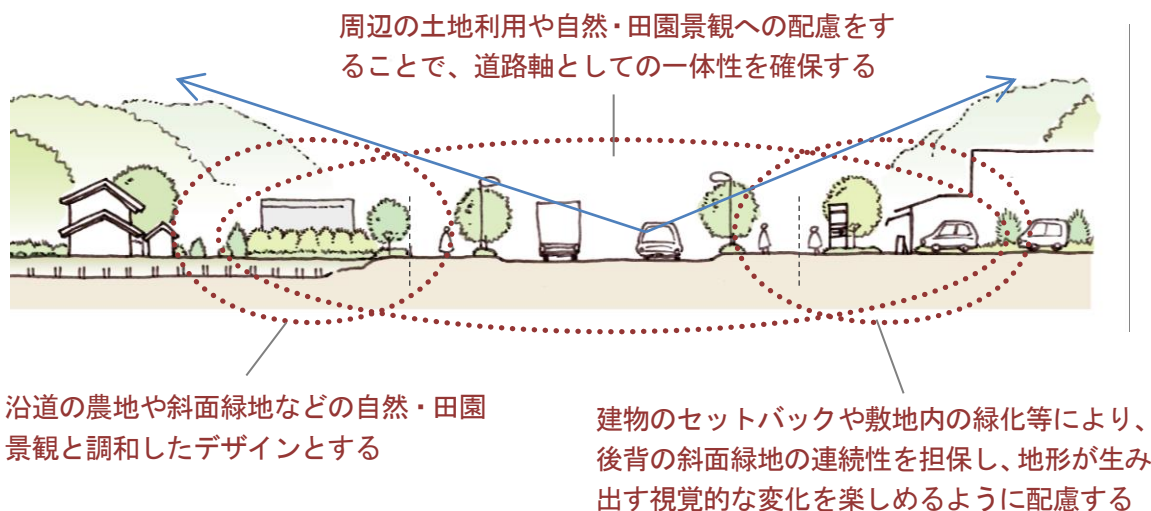 周辺の土地利用や自然・田園景観への配慮をす
ることで、道路軸としての一体性を確保する
沿道の農地や斜面緑地などの自然・田園
景観と調和したデザインとする
建物のセットバックや敷地内の緑化等により、
後背の斜面緑地の連続性を担保し、地形が生み
出す視覚的な変化を楽しめるように配慮する